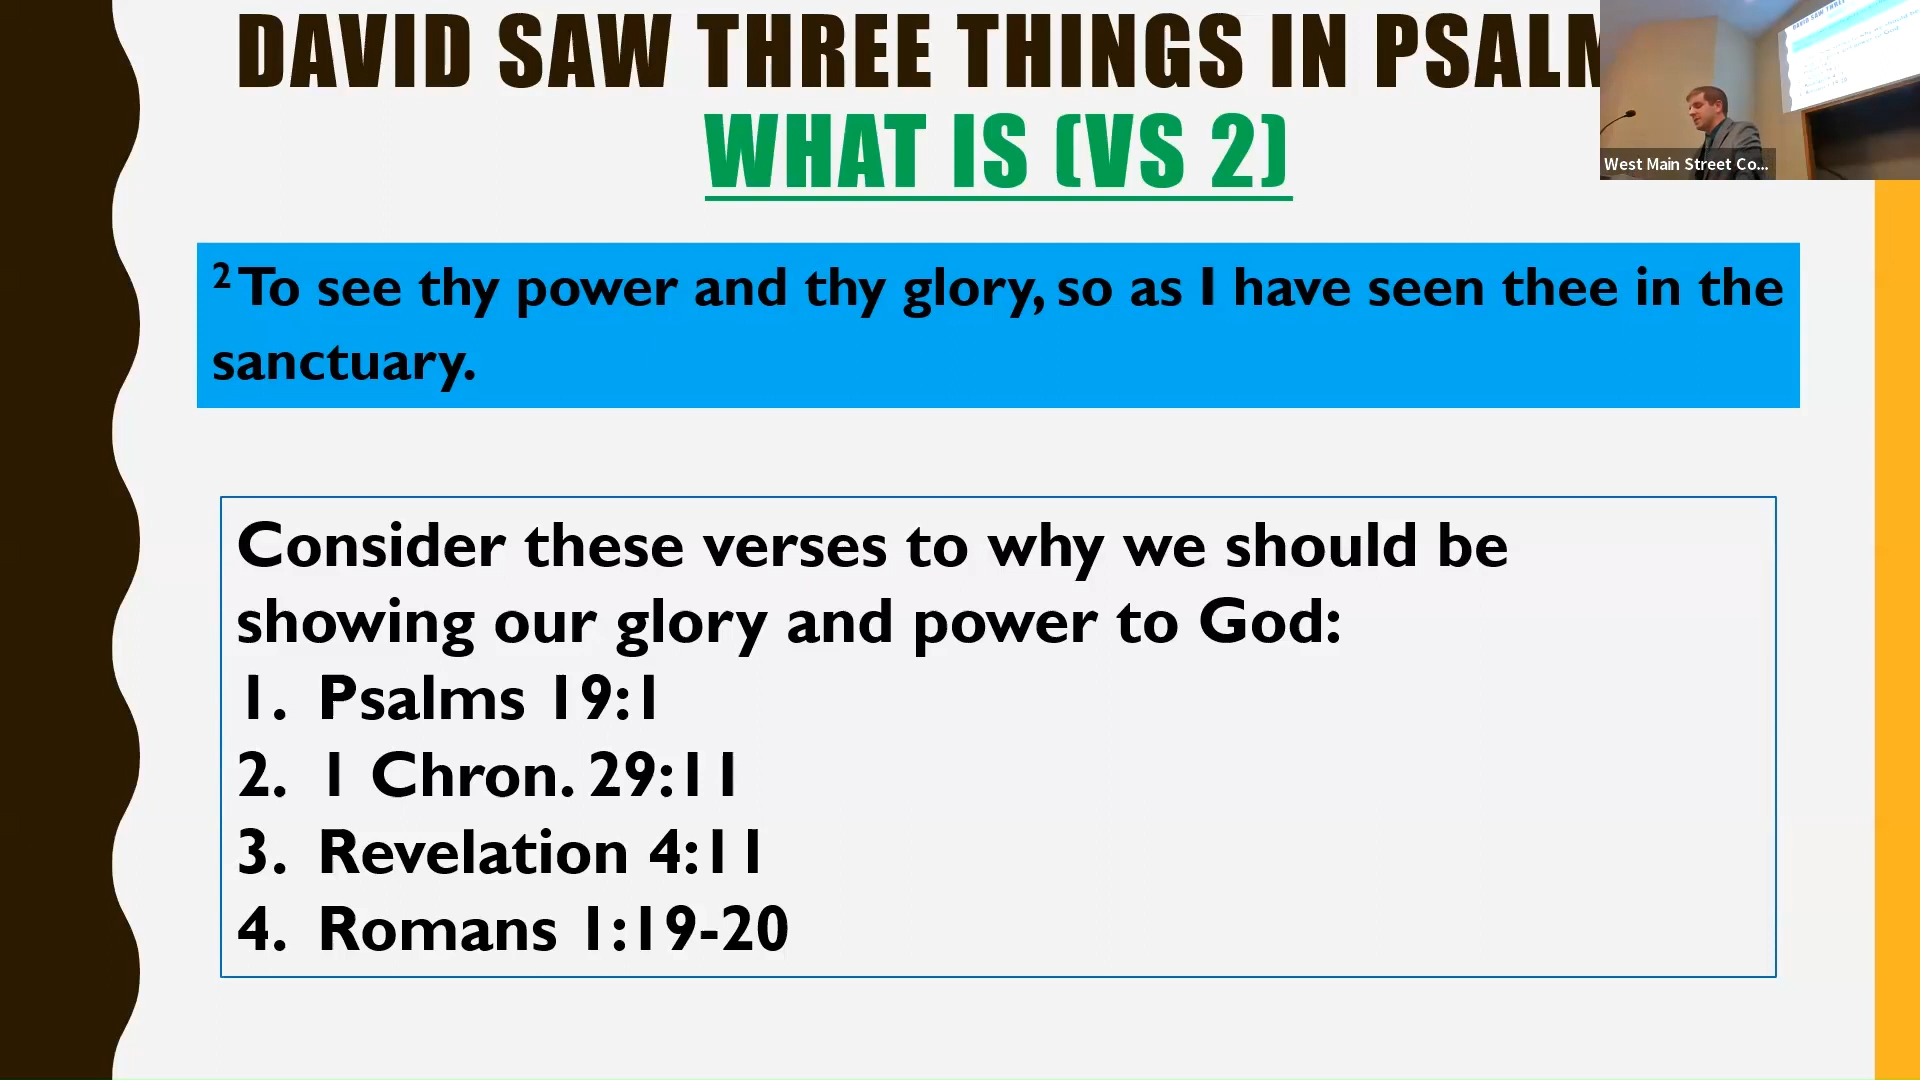 DAVID SAW THREE THINGS IN PSALM
WHAT IS (VS 2)
West Main Street Co...
2 To see thy power and thy glory, so as I have seen thee in the
sanctuary.
Consider these verses to why we should be
showing our glory and power to God:
1. Psalms 19:1
2. 1 Chron. 29:11
3. Revelation 4:11
4. Romans 1:19-20